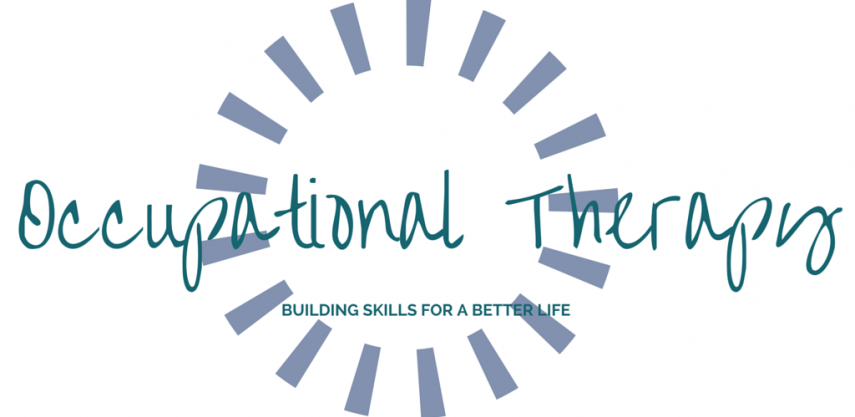 Occupational Therapy
BUILDING SKILLS FOR A BETTER LIFE